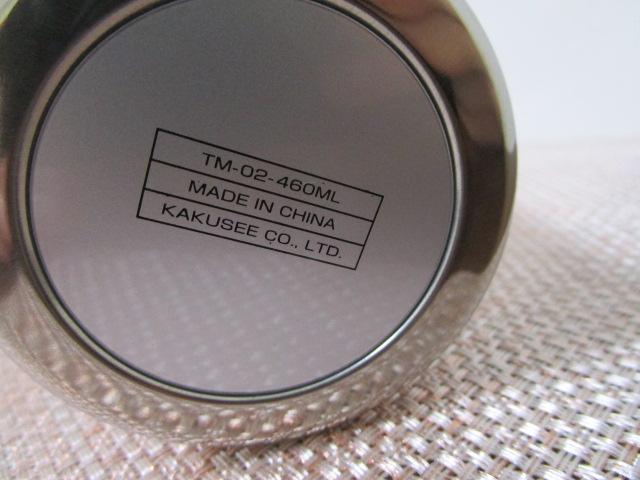 TM-02-460ML
MADE IN CHINA
KAKUSEE CO., LTD.